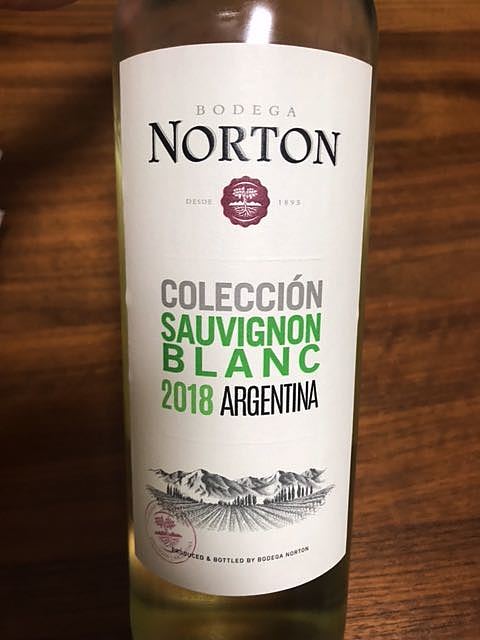 BODEGA
NORTON
DESDE 1895
COLECCIÓN
SAUVIGNON
BLANC
2018 ARGENTINA
PRODUCED & BOTTLED BY BODEGA NORTON